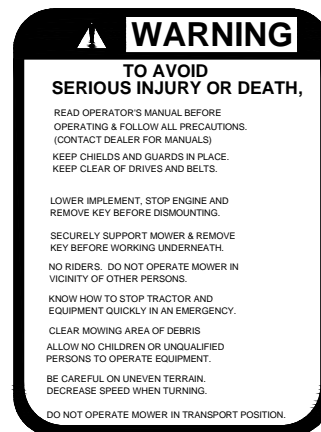 WARNING
TO AVOID
SERIOUS INJURY OR DEATH,
READ OPERATOR'S MANUAL BEFORE
OPERATING & FOLLOW ALL PRECAUTIONS.
(CONTACT DEALER FOR MANUALS)
KEEP CHIELDS AND GUARDS IN PLACE.
KEEP CLEAR OF DRIVES AND BELTS.
LOWER IMPLEMENT, STOP ENGINE AND
REMOVE KEY BEFORE DISMOUNTING.
SECURELY SUPPORT MOWER & REMOVE
KEY BEFORE WORKING UNDERNEATH.
NO RIDERS. DO NOT OPERATE MOWER IN
VICINITY OF OTHER PERSONS.
KNOW HOW TO STOP TRACTOR AND
EQUIPMENT QUICKLY IN AN EMERGENCY.
CLEAR MOWING AREA OF DEBRIS
ALLOW NO CHILDREN OR UNQUALIFIED
PERSONS TO OPERATE EQUIPMENT.
BE CAREFUL ON UNEVEN TERRAIN.
DECREASE SPEED WHEN TURNING.
DO NOT OPERATE MOWER IN TRANSPORT POSITION.